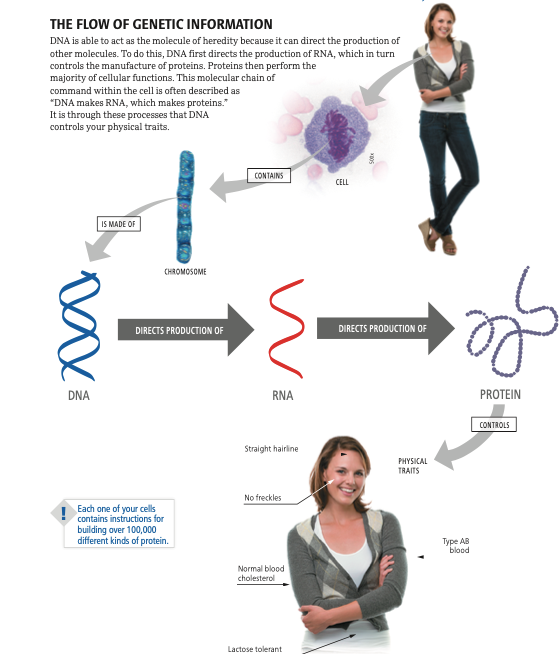 THE FLOW OF GENETIC INFORMATION
DNA is able to act as the molecule of heredity because it can direct the production of
other molecules. To do this, DNA first directs the production of RNA, which in turn
controls the manufacture of proteins. Proteins then perform the
majority of cellular functions. This molecular chain of
command within the cell is often described as
“DNA makes RNA, which makes proteins.”
It is through these processes that DNA
controls your physical traits.
500x
CELL
CONTAINS
IS MADE OF
CHROMOSOME
DIRECTS PRODUCTION OF
DIRECTS PRODUCTION OF
DNA
RNA
PROTEIN
CONTROLS
PHYSICAL
TRAITS
Straight hairline
No freckles
! Each one of your cells
contains instructions for
building over 100,000
different kinds of protein.
Type AB
blood
Normal blood
cholesterol
Lactose tolerant